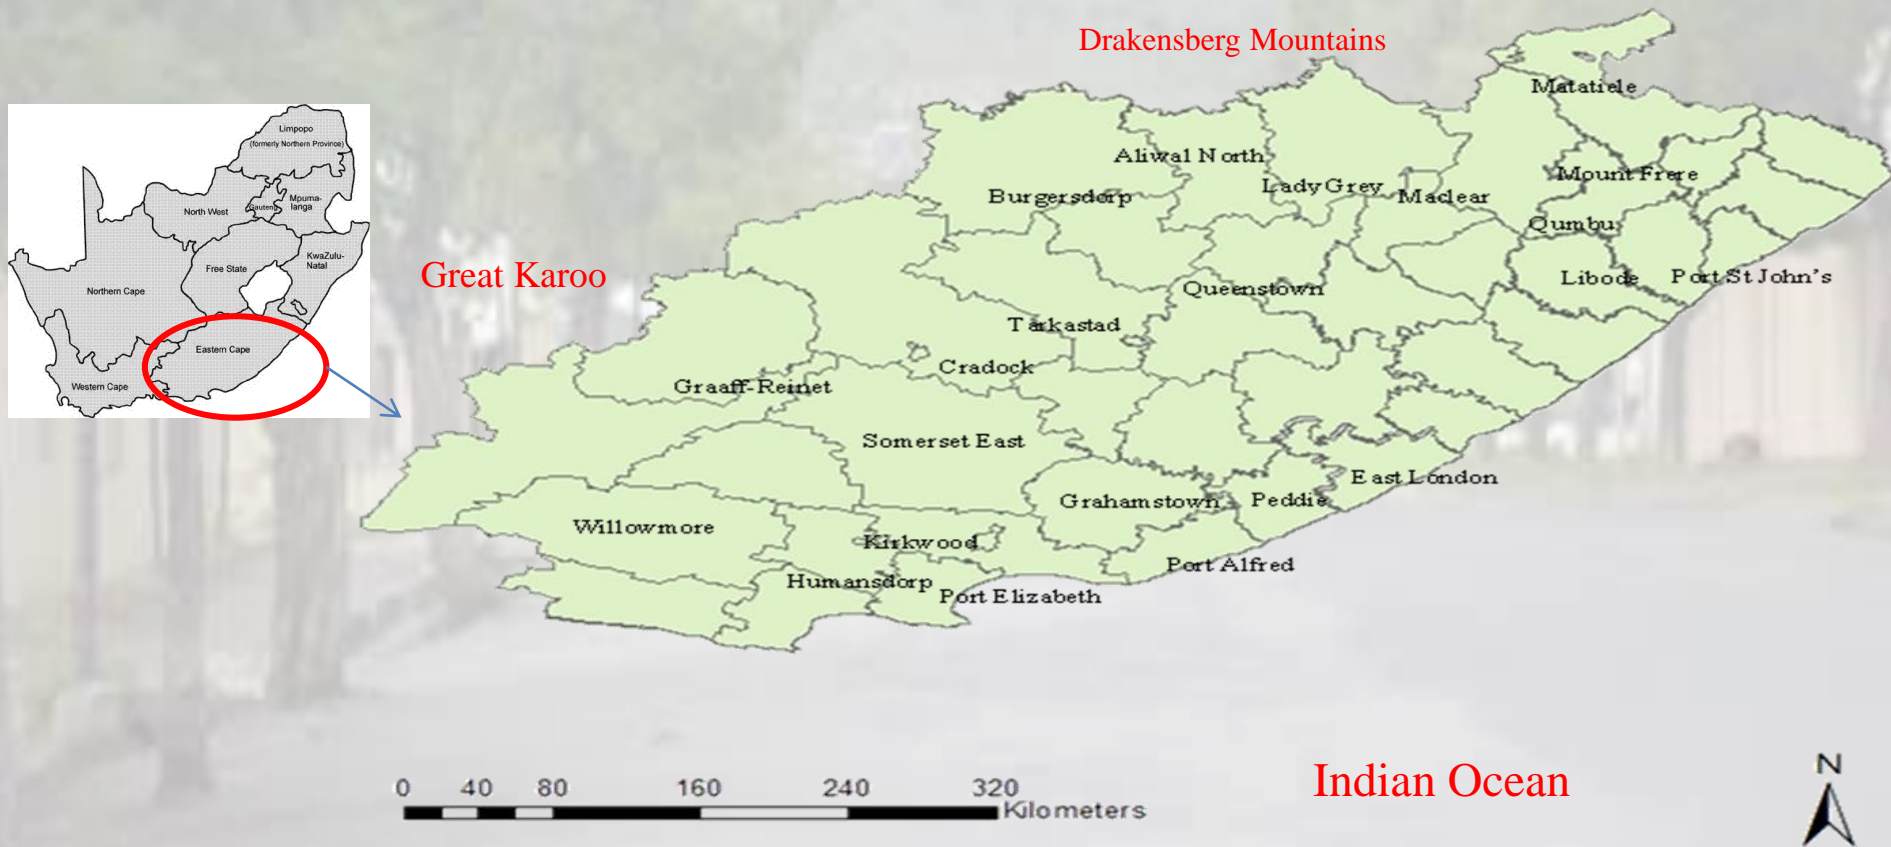 Drakensberg Mountains
Great Karoo
Indian Ocean
Limpopo
(formerly Northern Province)
North West
Gauteng
Mpuma-
langa
Free State
KwaZulu-
Natal
Northern Cape
Eastern Cape
Western Cape
Matatiele
Aliwal North
Mount Frere
Lady Grey
Maclear
Burgersdorp
Qumbu
Libode
Port St John’s
Queenstown
Tarkastad
Cradock
Graaff-Reinet
Somerset East
East London
Grahamstown
Peddie
Willowmore
Kirkwood
Port Alfred
Humansdorp
Port Elizabeth
0 40 80 160 240 320
Kilometers
N